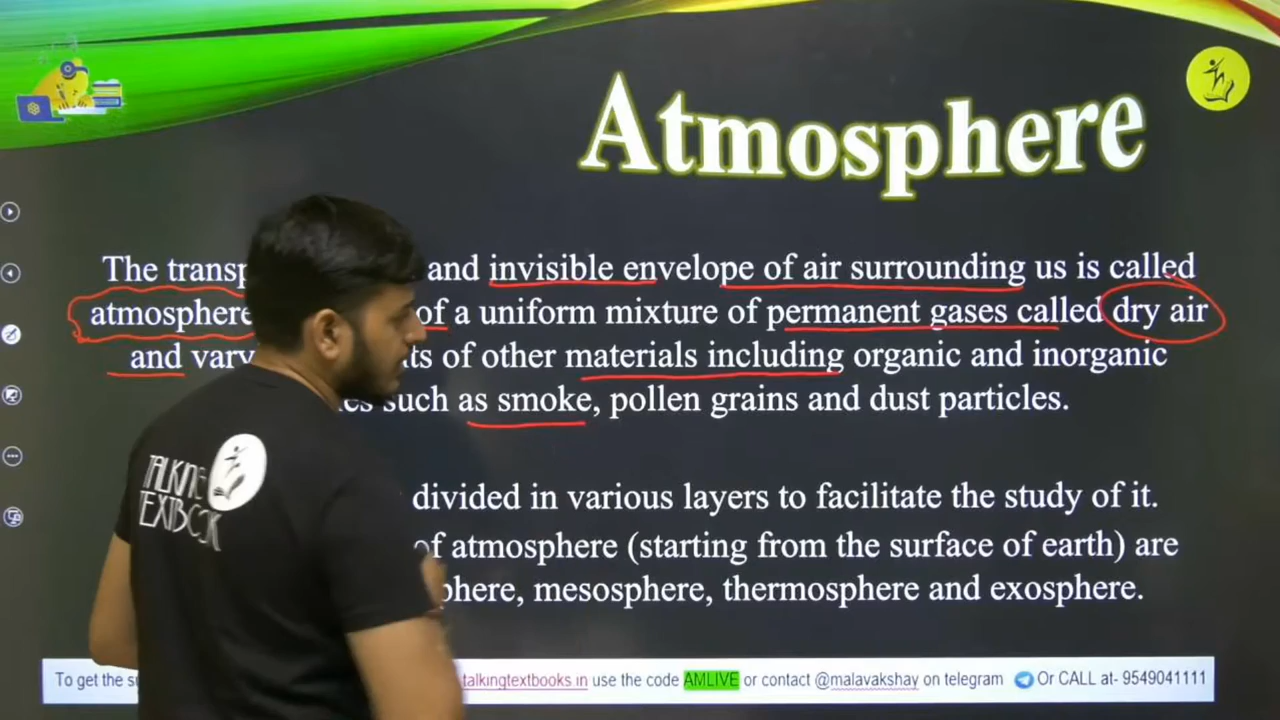 Atmosphere
The transp and invisible envelope of air surrounding us is called
atmosphere of a uniform mixture of permanent gases called dry air
and vary ts of other materials including organic and inorganic
such as smoke, pollen grains and dust particles.
divided in various layers to facilitate the study of it.
of atmosphere (starting from the surface of earth) are
phere, mesosphere, thermosphere and exosphere.
TALKING
EXTBOOK
To get the su talkingtextbooks.in use the code AMLIVE or contact @malavakshay on telegram Or CALL at- 9549041111